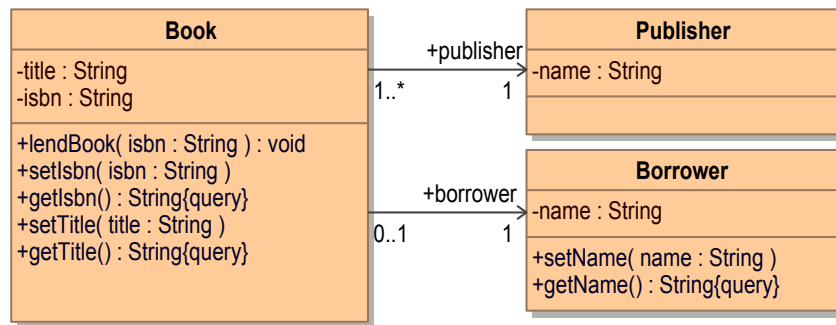 Book
-title : String
-isbn : String
+lendBook( isbn : String ) : void
+setIsbn( isbn : String )
+getIsbn() : String{query}
+setTitle( title : String )
+getTitle() : String{query}
+publisher
1..*
1
Publisher
-name : String
+borrower
0..1
1
Borrower
-name : String
+setName( name : String )
+getName() : String{query}